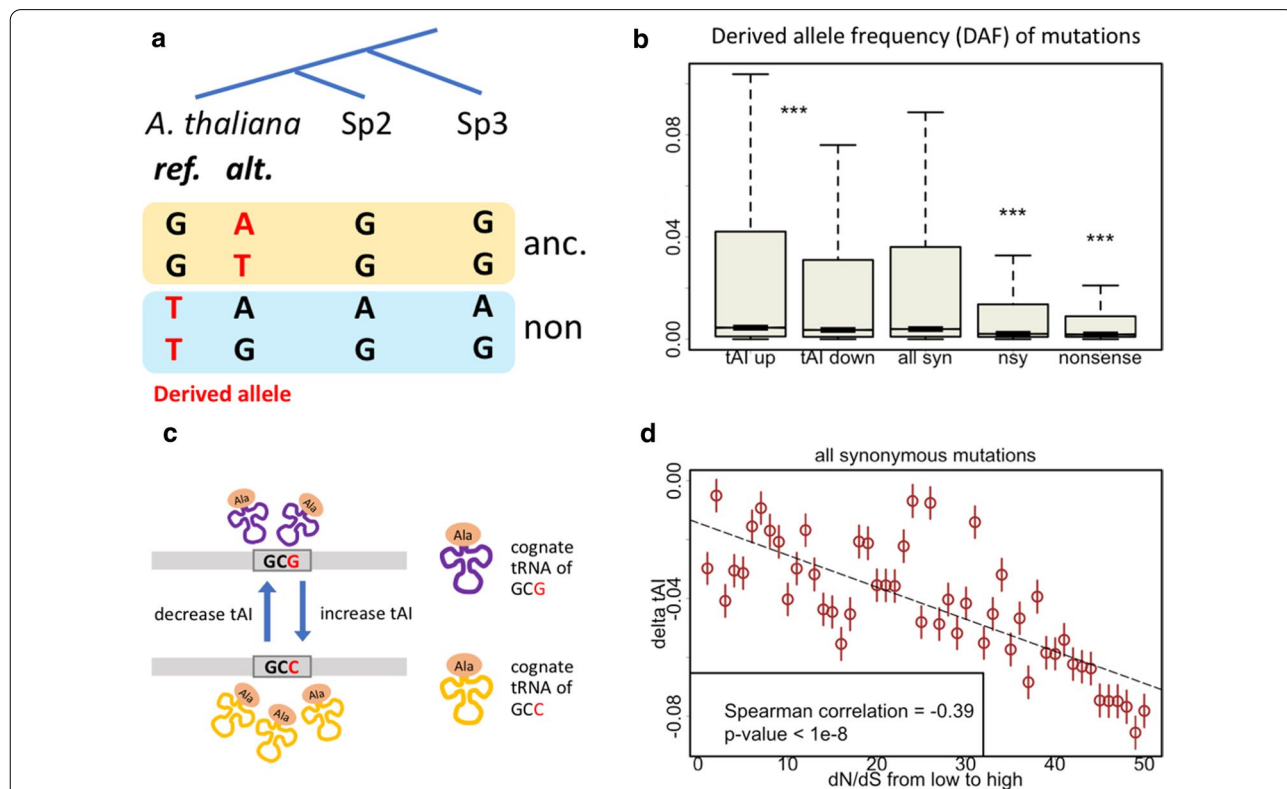 a
A. thaliana Sp2 Sp3
ref. alt.
G A G G
G T G G
anc.
T A A A
T G G G
non
Derived allele
b
Derived allele frequency (DAF) of mutations
0.08
0.04
0.00
***
***
***
tAI up tAI down all syn nsy nonsense
c
Ala Ala
GCG
decrease tAI increase tAI
GCC
Ala Ala Ala
Ala
cognate
tRNA of
GCG
Ala
cognate
tRNA of
GCC
d
all synonymous mutations
delta tAI
0.00
-0.04
-0.08
Spearman correlation = -0.39
p-value < 1e-8
0 10 20 30 40 50
dN/dS from low to high